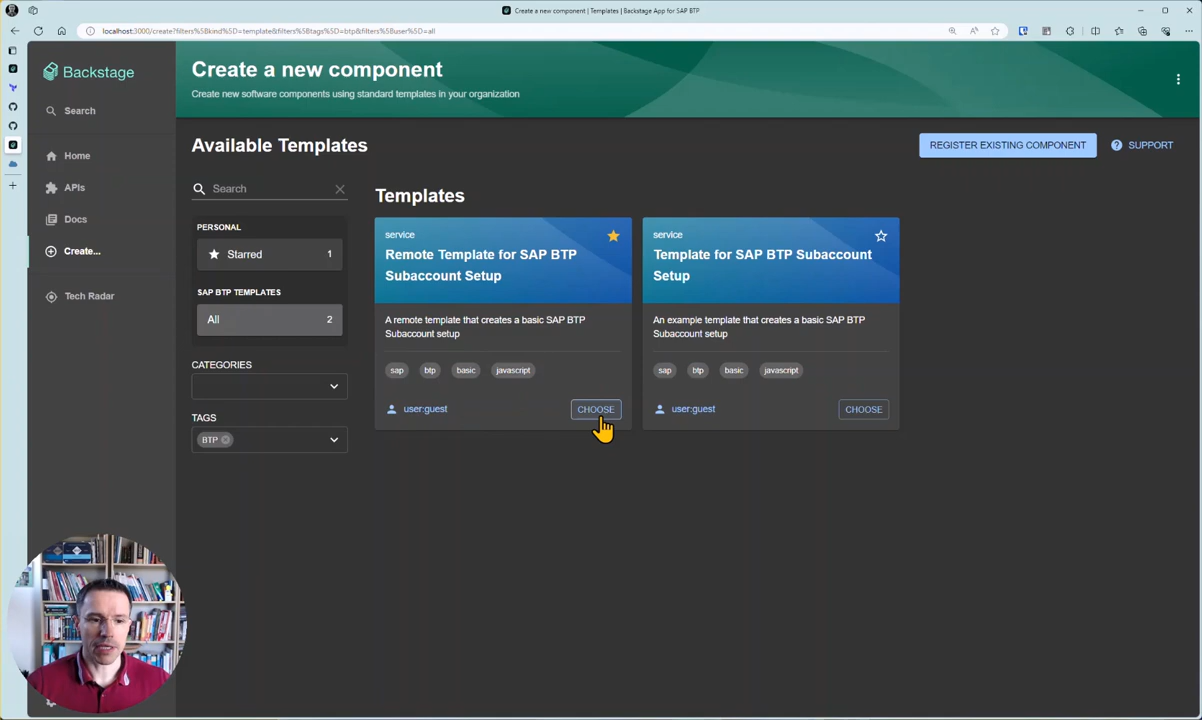 Create a new component | Templates | Backstage App for SAP BTP
localhost:3000/create?filters%5Bkind%5D=template&filters%5Btags%5D=btp&filters%5Buser%5D=all
Backstage
Search
Home
APIs
Docs
Create...
Tech Radar
Create a new component
Create new software components using standard templates in your organization
Available Templates
REGISTER EXISTING COMPONENT
SUPPORT
Search
PERSONAL
Starred 1
SAP BTP TEMPLATES
All 2
CATEGORIES
TAGS
BTP
Templates
service
Remote Template for SAP BTP
Subaccount Setup
A remote template that creates a basic SAP BTP
Subaccount setup
sap btp basic javascript
user:guest CHOOSE
service
Template for SAP BTP Subaccount
Setup
An example template that creates a basic SAP BTP
Subaccount setup
sap btp basic javascript
user:guest CHOOSE